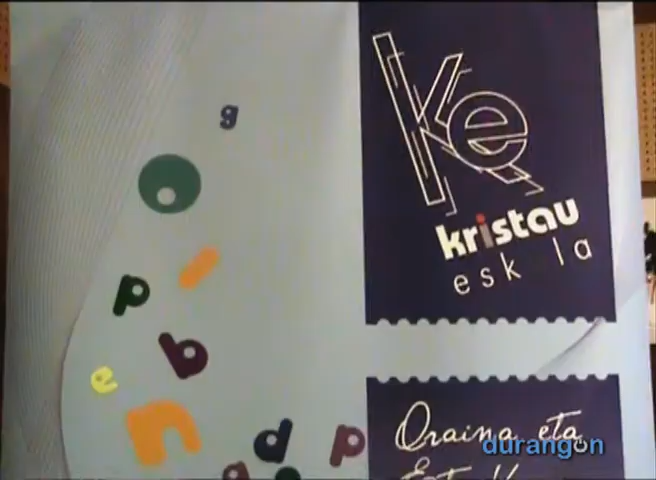 g
o
l
p
b
e
n
d
p
a
ke
kristau
esk la
Oraina eta
durangon